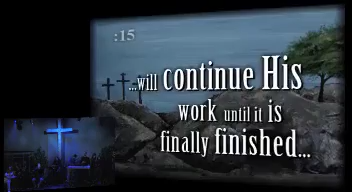 :15
...will continue His
work until it is
finally finished...